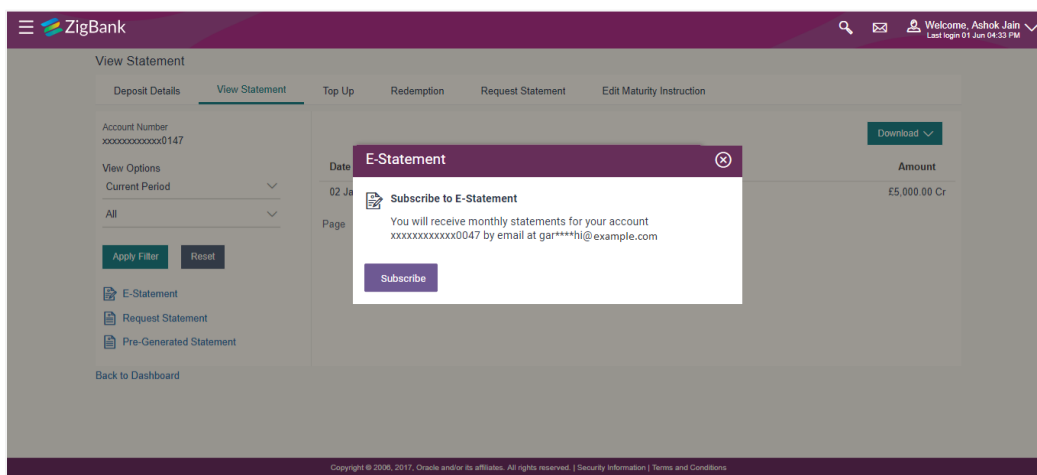 ZigBank
Welcome, Ashok Jain
Last login 01 Jun 04:33 PM
View Statement
Deposit Details View Statement Top Up Redemption Request Statement Edit Maturity Instruction
Account Number
xxxxxxxxxxxx0147
Download
View Options
Current Period
All
Apply Filter Reset
E-Statement
Request Statement
Pre-Generated Statement
Back to Dashboard
Date Amount
02 Ja £5,000.00 Cr
Page
E-Statement
Subscribe to E-Statement
You will receive monthly statements for your account
xxxxxxxxxxxx0047 by email at gar****hi@example.com
Subscribe
Copyright © 2006, 2017, Oracle and/or its affiliates. All rights reserved. | Security Information | Terms and Conditions